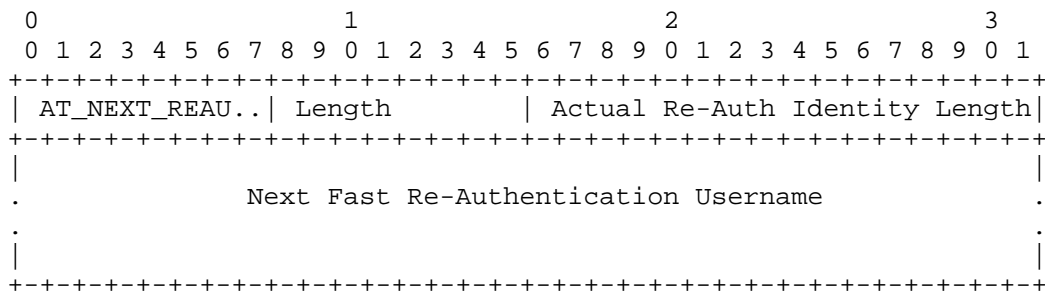 0                   1                   2                   3
 0 1 2 3 4 5 6 7 8 9 0 1 2 3 4 5 6 7 8 9 0 1 2 3 4 5 6 7 8 9 0 1
+-+-+-+-+-+-+-+-+-+-+-+-+-+-+-+-+-+-+-+-+-+-+-+-+-+-+-+-+-+-+-+-+
| AT_NEXT_REAU..| Length        | Actual Re-Auth Identity Length|
+-+-+-+-+-+-+-+-+-+-+-+-+-+-+-+-+-+-+-+-+-+-+-+-+-+-+-+-+-+-+-+-+
|                                                               |
.              Next Fast Re-Authentication Username             .
.                                                               .
|                                                               |
+-+-+-+-+-+-+-+-+-+-+-+-+-+-+-+-+-+-+-+-+-+-+-+-+-+-+-+-+-+-+-+-+